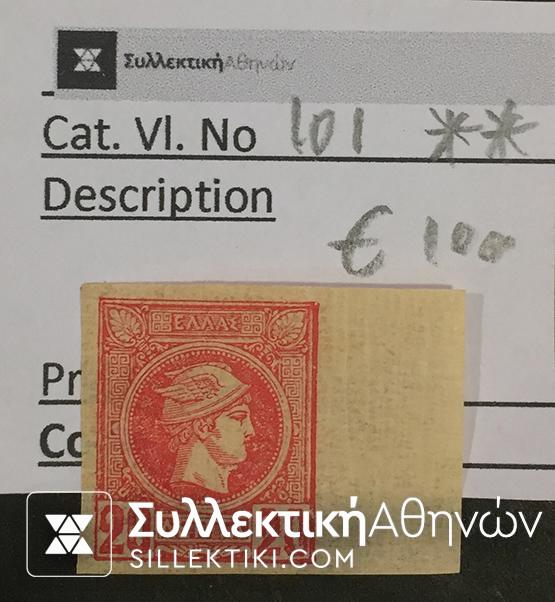 ΣυλλεκτικήΑθηνών
Cat. Vl. No 101 **
Description
€ 100
ΕΛΛΑΣ
Pr
Co
ΣυλλεκτικήΑθηνών
SILLEKTIKI.COM